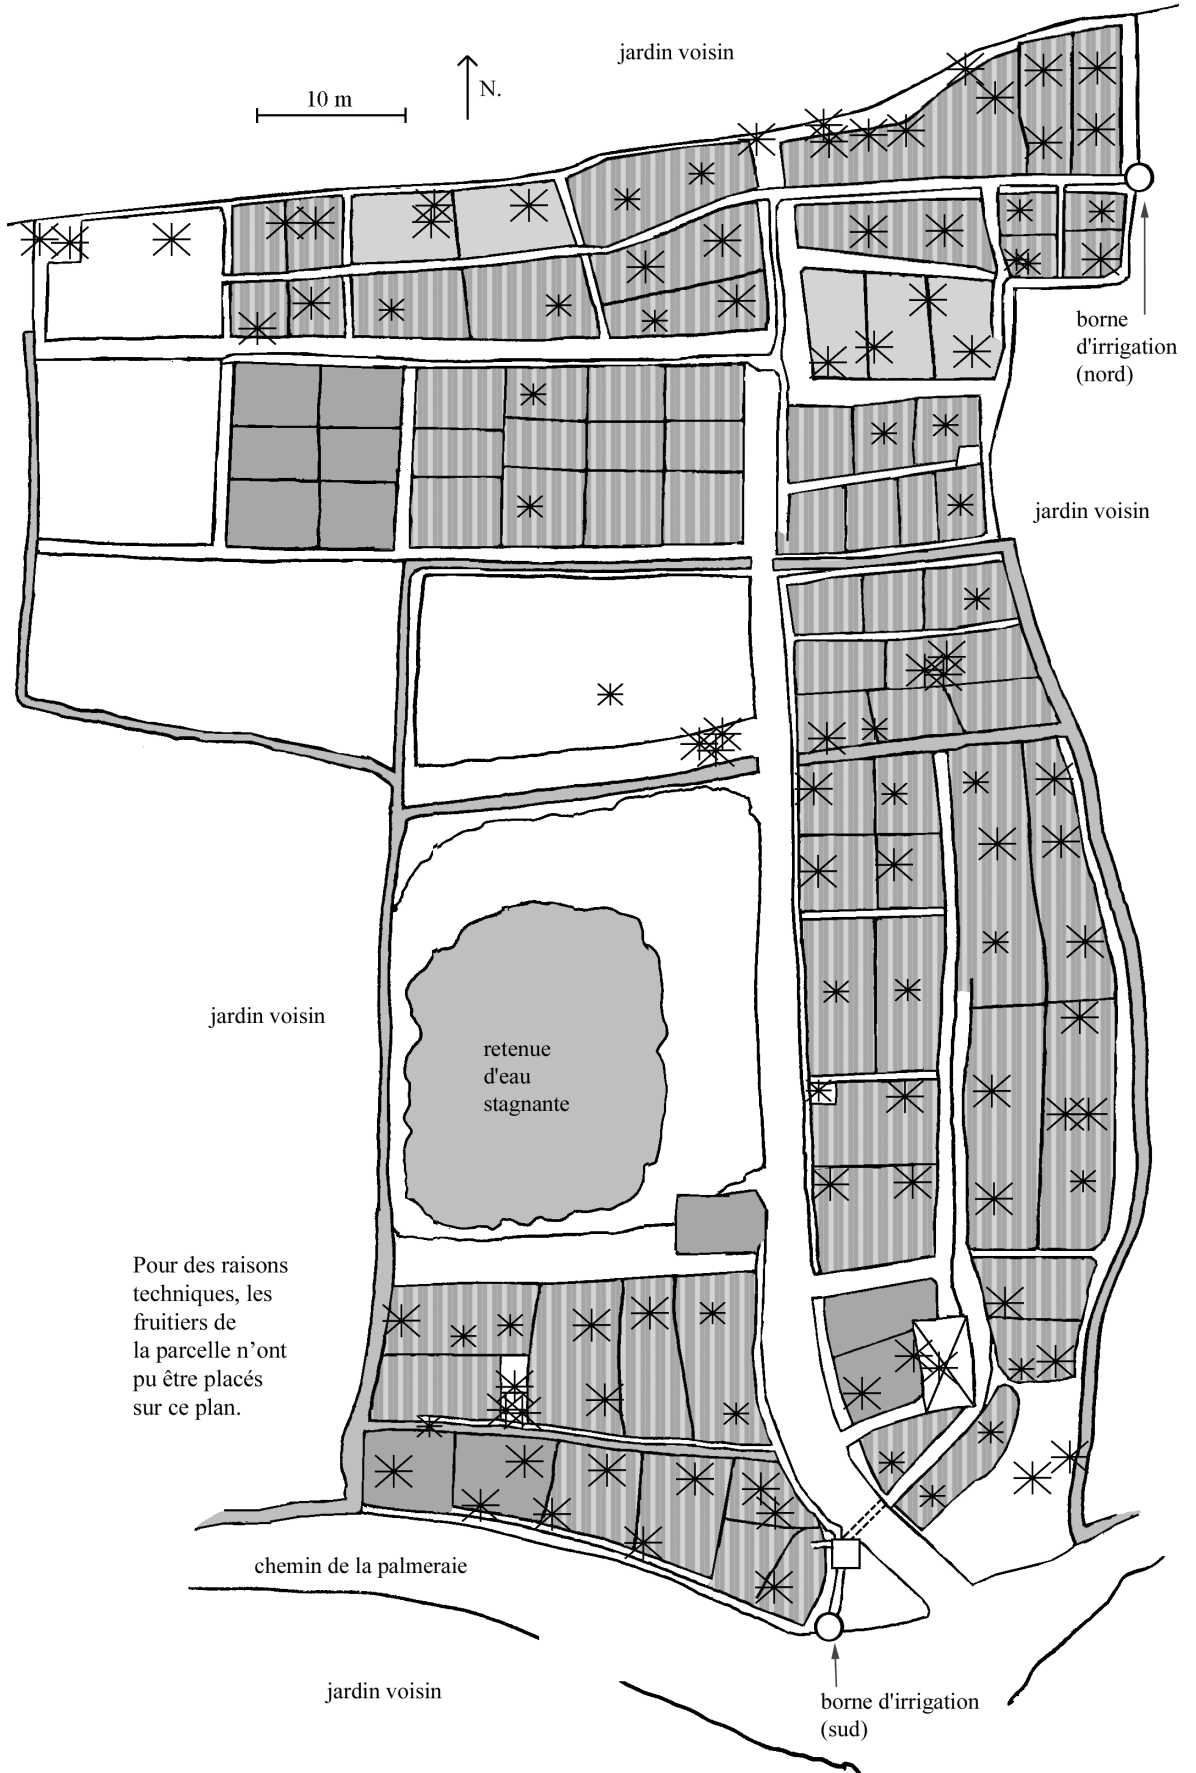 jardin voisin
10 m
N.
borne
d'irrigation
(nord)
jardin voisin
jardin voisin
retenue
d'eau
stagnante
Pour des raisons
techniques, les
fruitiers de
la parcelle n’ont
pu être placés
sur ce plan.
chemin de la palmeraie
jardin voisin
borne d'irrigation
(sud)